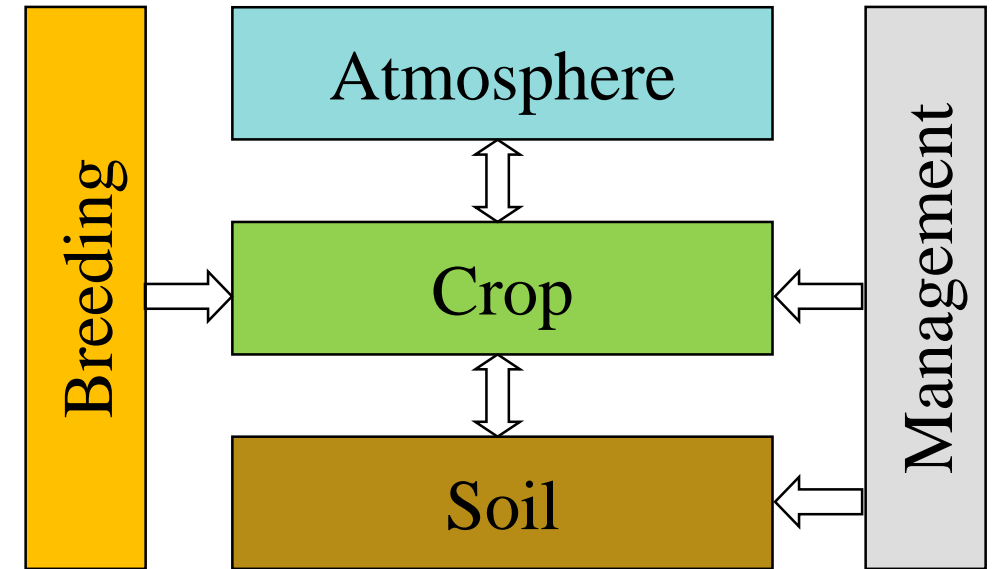 Breeding
Atmosphere
Crop
Soil
Management